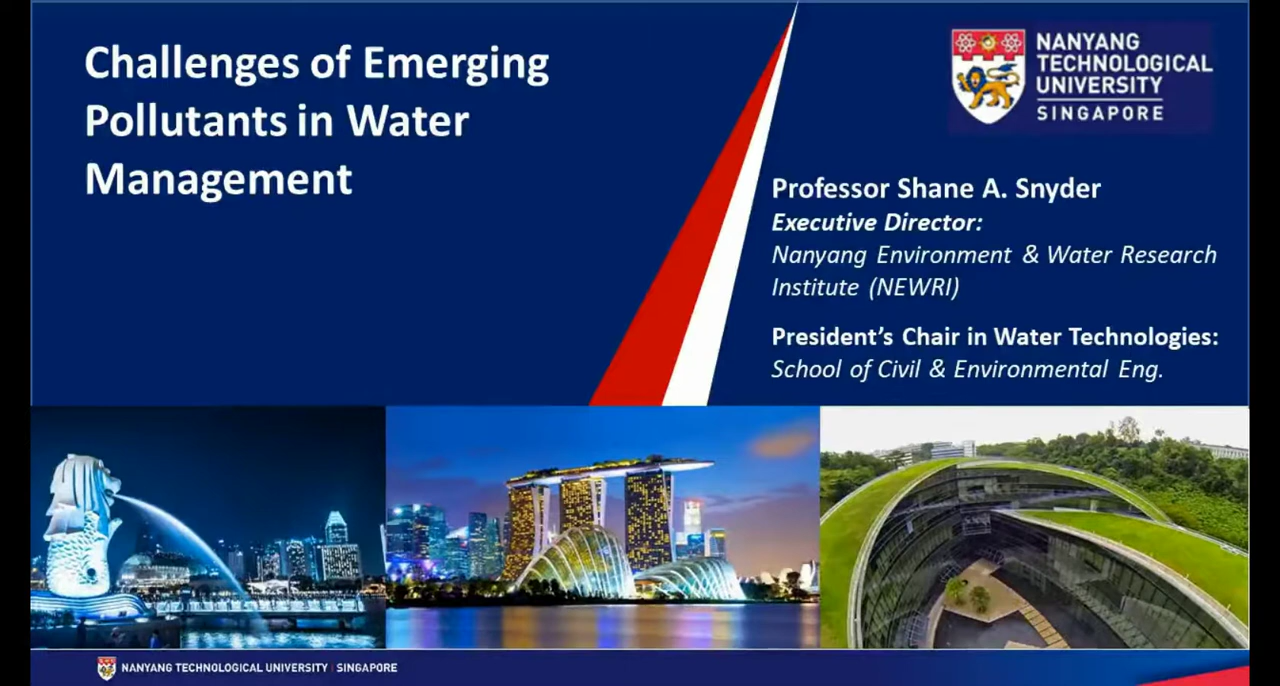 Challenges of Emerging
Pollutants in Water
Management
NANYANG
TECHNOLOGICAL
UNIVERSITY
SINGAPORE
Professor Shane A. Snyder
Executive Director:
Nanyang Environment & Water Research
Institute (NEWRI)
President’s Chair in Water Technologies:
School of Civil & Environmental Eng.
NANYANG TECHNOLOGICAL UNIVERSITY | SINGAPORE